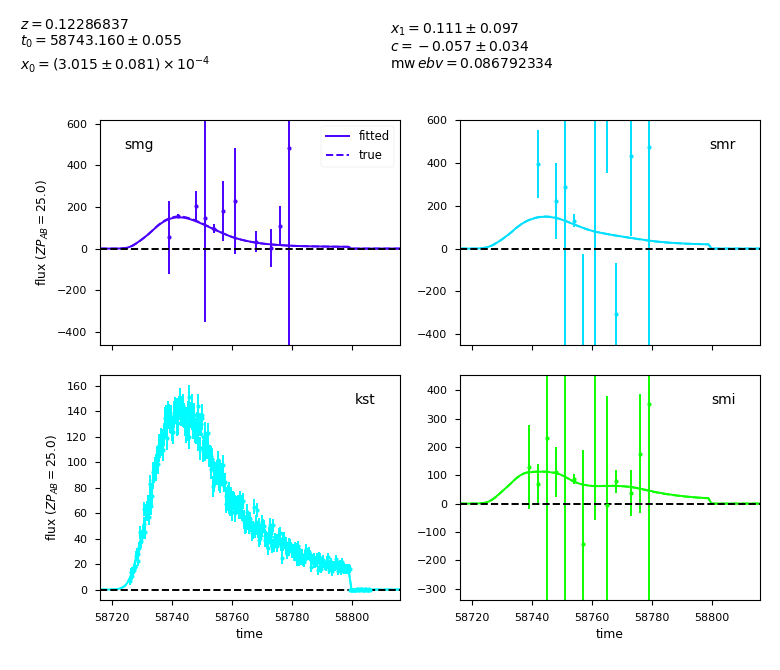 z = 0.12286837
t₀ = 58743.160 ± 0.055
x₀ = (3.015 ± 0.081) × 10⁻⁴
x₁ = 0.111 ± 0.097
c = −0.057 ± 0.034
mw ebv = 0.086792334
smg
fitted
true
600
400
200
0
−200
−400
flux (ZP_AB = 25.0)
smr
600
400
200
0
−200
−400
kst
160
140
120
100
80
60
40
20
0
flux (ZP_AB = 25.0)
58720 58740 58760 58780 58800
time
smi
400
300
200
100
0
−100
−200
−300
58720 58740 58760 58780 58800
time